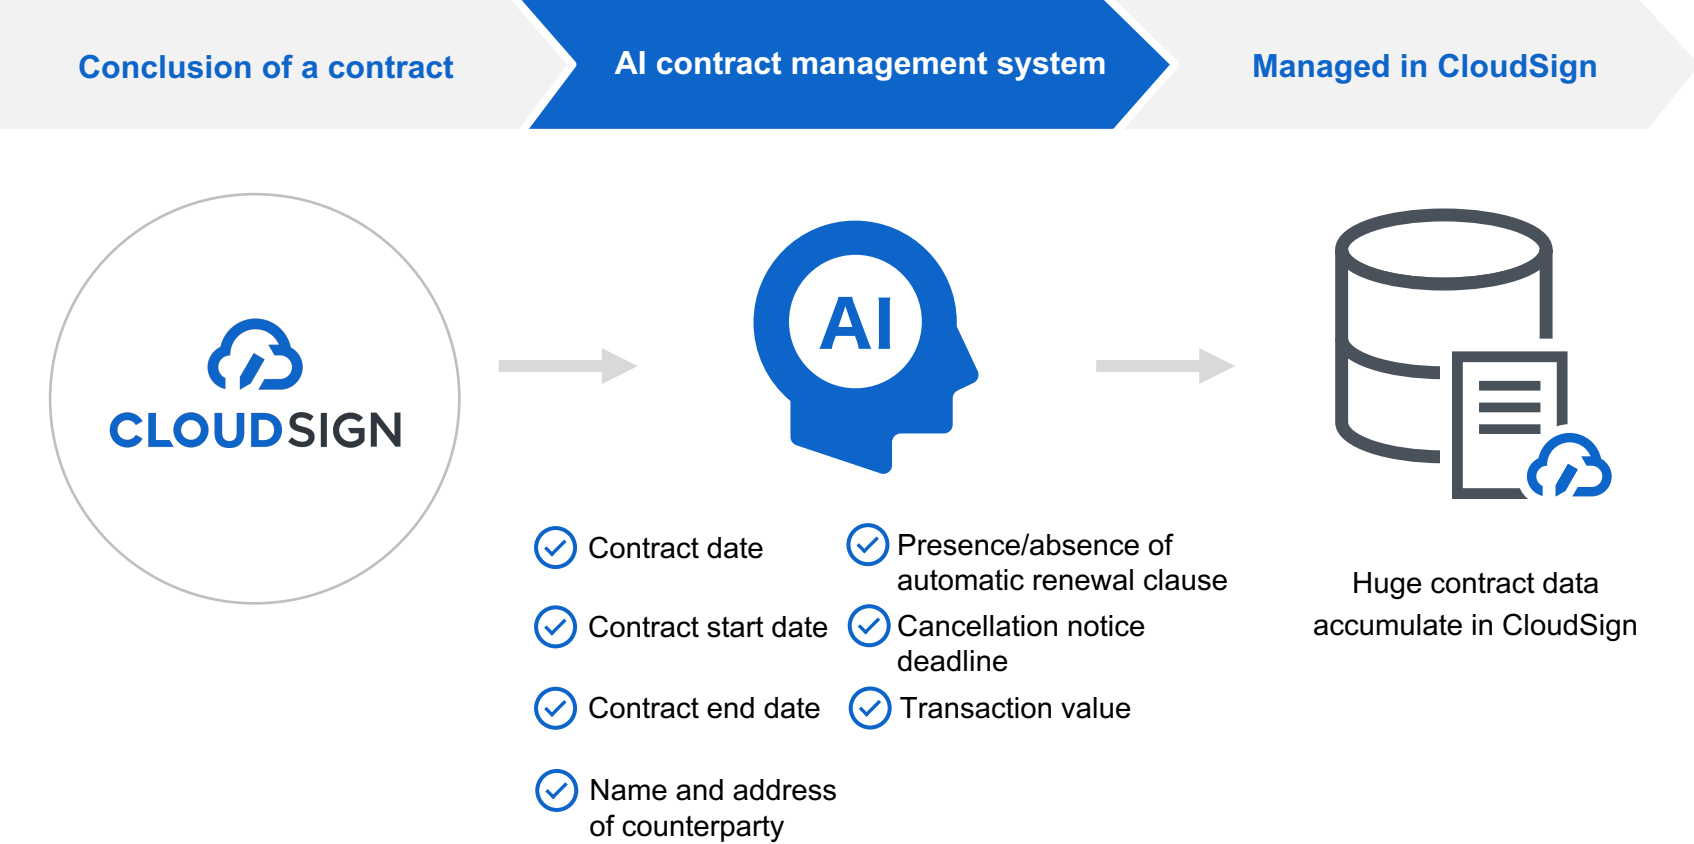 Conclusion of a contract
AI contract management system
Managed in CloudSign
CLOUDSIGN
AI
Contract date
Contract start date
Contract end date
Name and address
of counterparty
Presence/absence of
automatic renewal clause
Cancellation notice
deadline
Transaction value
Huge contract data
accumulate in CloudSign